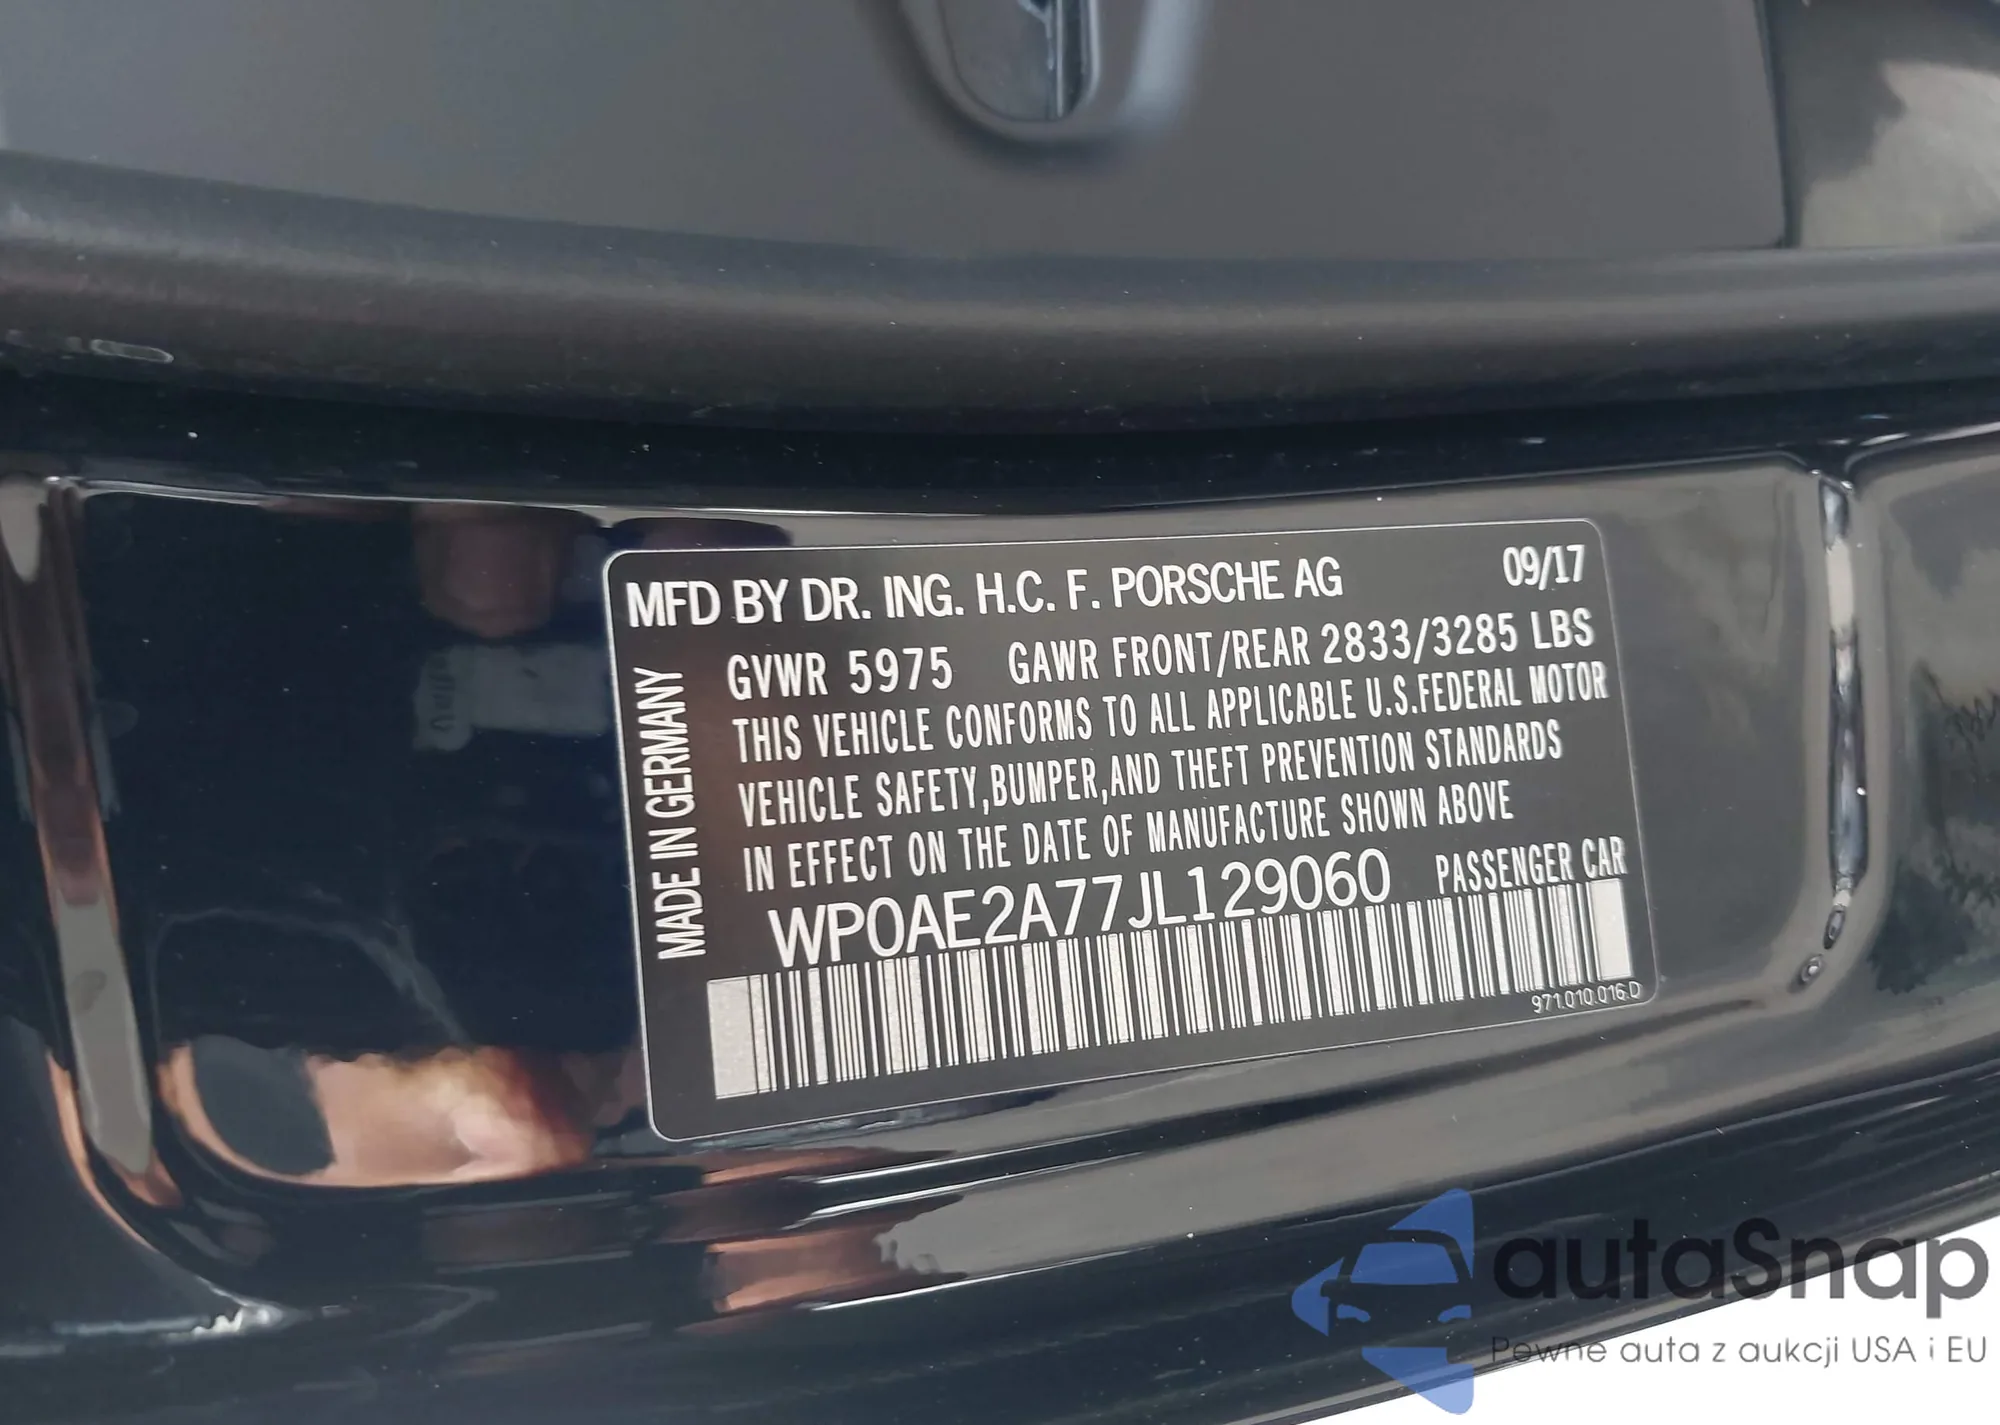 MFD BY DR. ING. H.C. F. PORSCHE AG 09/17
GVWR 5975 GAWR FRONT/REAR 2833/3285 LBS
THIS VEHICLE CONFORMS TO ALL APPLICABLE U.S.FEDERAL MOTOR
VEHICLE SAFETY,BUMPER,AND THEFT PREVENTION STANDARDS
IN EFFECT ON THE DATE OF MANUFACTURE SHOWN ABOVE
WP0AE2A77JL129060 PASSENGER CAR
971.010.016.D
MADE IN GERMANY
autaSnap
Pewne auta z aukcji USA i EU